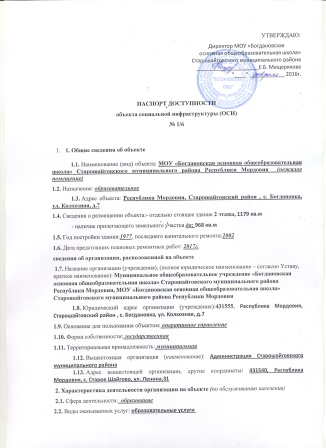 УТВЕРЖДАЮ:
Директор МОУ «Богдановская
основная общеобразовательная школа»
Старошайговского муниципального района
Е.Б. Мещерякова
2016г.
ПАСПОРТ ДОСТУПНОСТИ
объекта социальной инфраструктуры (ОСИ)
№ 1/6
1. 1. Общие сведения об объекте
1.1. Наименование (вид) объекта: МОУ «Богдановская основная общеобразовательная
школа» Старошайговского муниципального района Республики Мордовия (нежилое
помещение)
1.2. Назначение: образовательное
1.3. Адрес объекта: Республика Мордовия, Старошайговский район , с. Богдановка,
ул. Колхозная, д.7
1.4. Сведения о размещении объекта:- отдельно стоящее здание 2 этажа, 1179 кв.м
- наличие прилегающего земельного участка да; 968 кв.м
1.5. Год постройки здания 1977, последнего капитального ремонта:2002
1.6. Дата предстоящих плановых ремонтных работ: 2017г.
сведения об организации, расположенной на объекте
1.7. Название организации (учреждения), (полное юридическое наименование – согласно Уставу,
краткое наименование): Муниципальное общеобразовательное учреждение «Богдановская
основная общеобразовательная школа» Старошайговского муниципального района
Республики Мордовия, МОУ «Богдановская основная общеобразовательная школа»
Старошайговского муниципального района Республики Мордовия
1.8. Юридический адрес организации (учреждения):431555, Республика Мордовия,
Старошайговский район , с. Богдановка, ул. Колхозная, д.7
1.9. Основание для пользования объектом: оперативное управление
1.10. Форма собственности: государственная
1.11. Территориальная принадлежность: муниципальная
1.12. Вышестоящая организация (наименование): Администрация Старошайговского
муниципального района
1.13. Адрес вышестоящей организации, другие координаты 431540, Республика
Мордовия, с. Старое Шайгово, ул. Ленина,31
2. Характеристика деятельности организации на объекте (по обслуживанию населения)
2.1. Сфера деятельности: образование
2.2. Виды оказываемых услуг: образовательные услуги